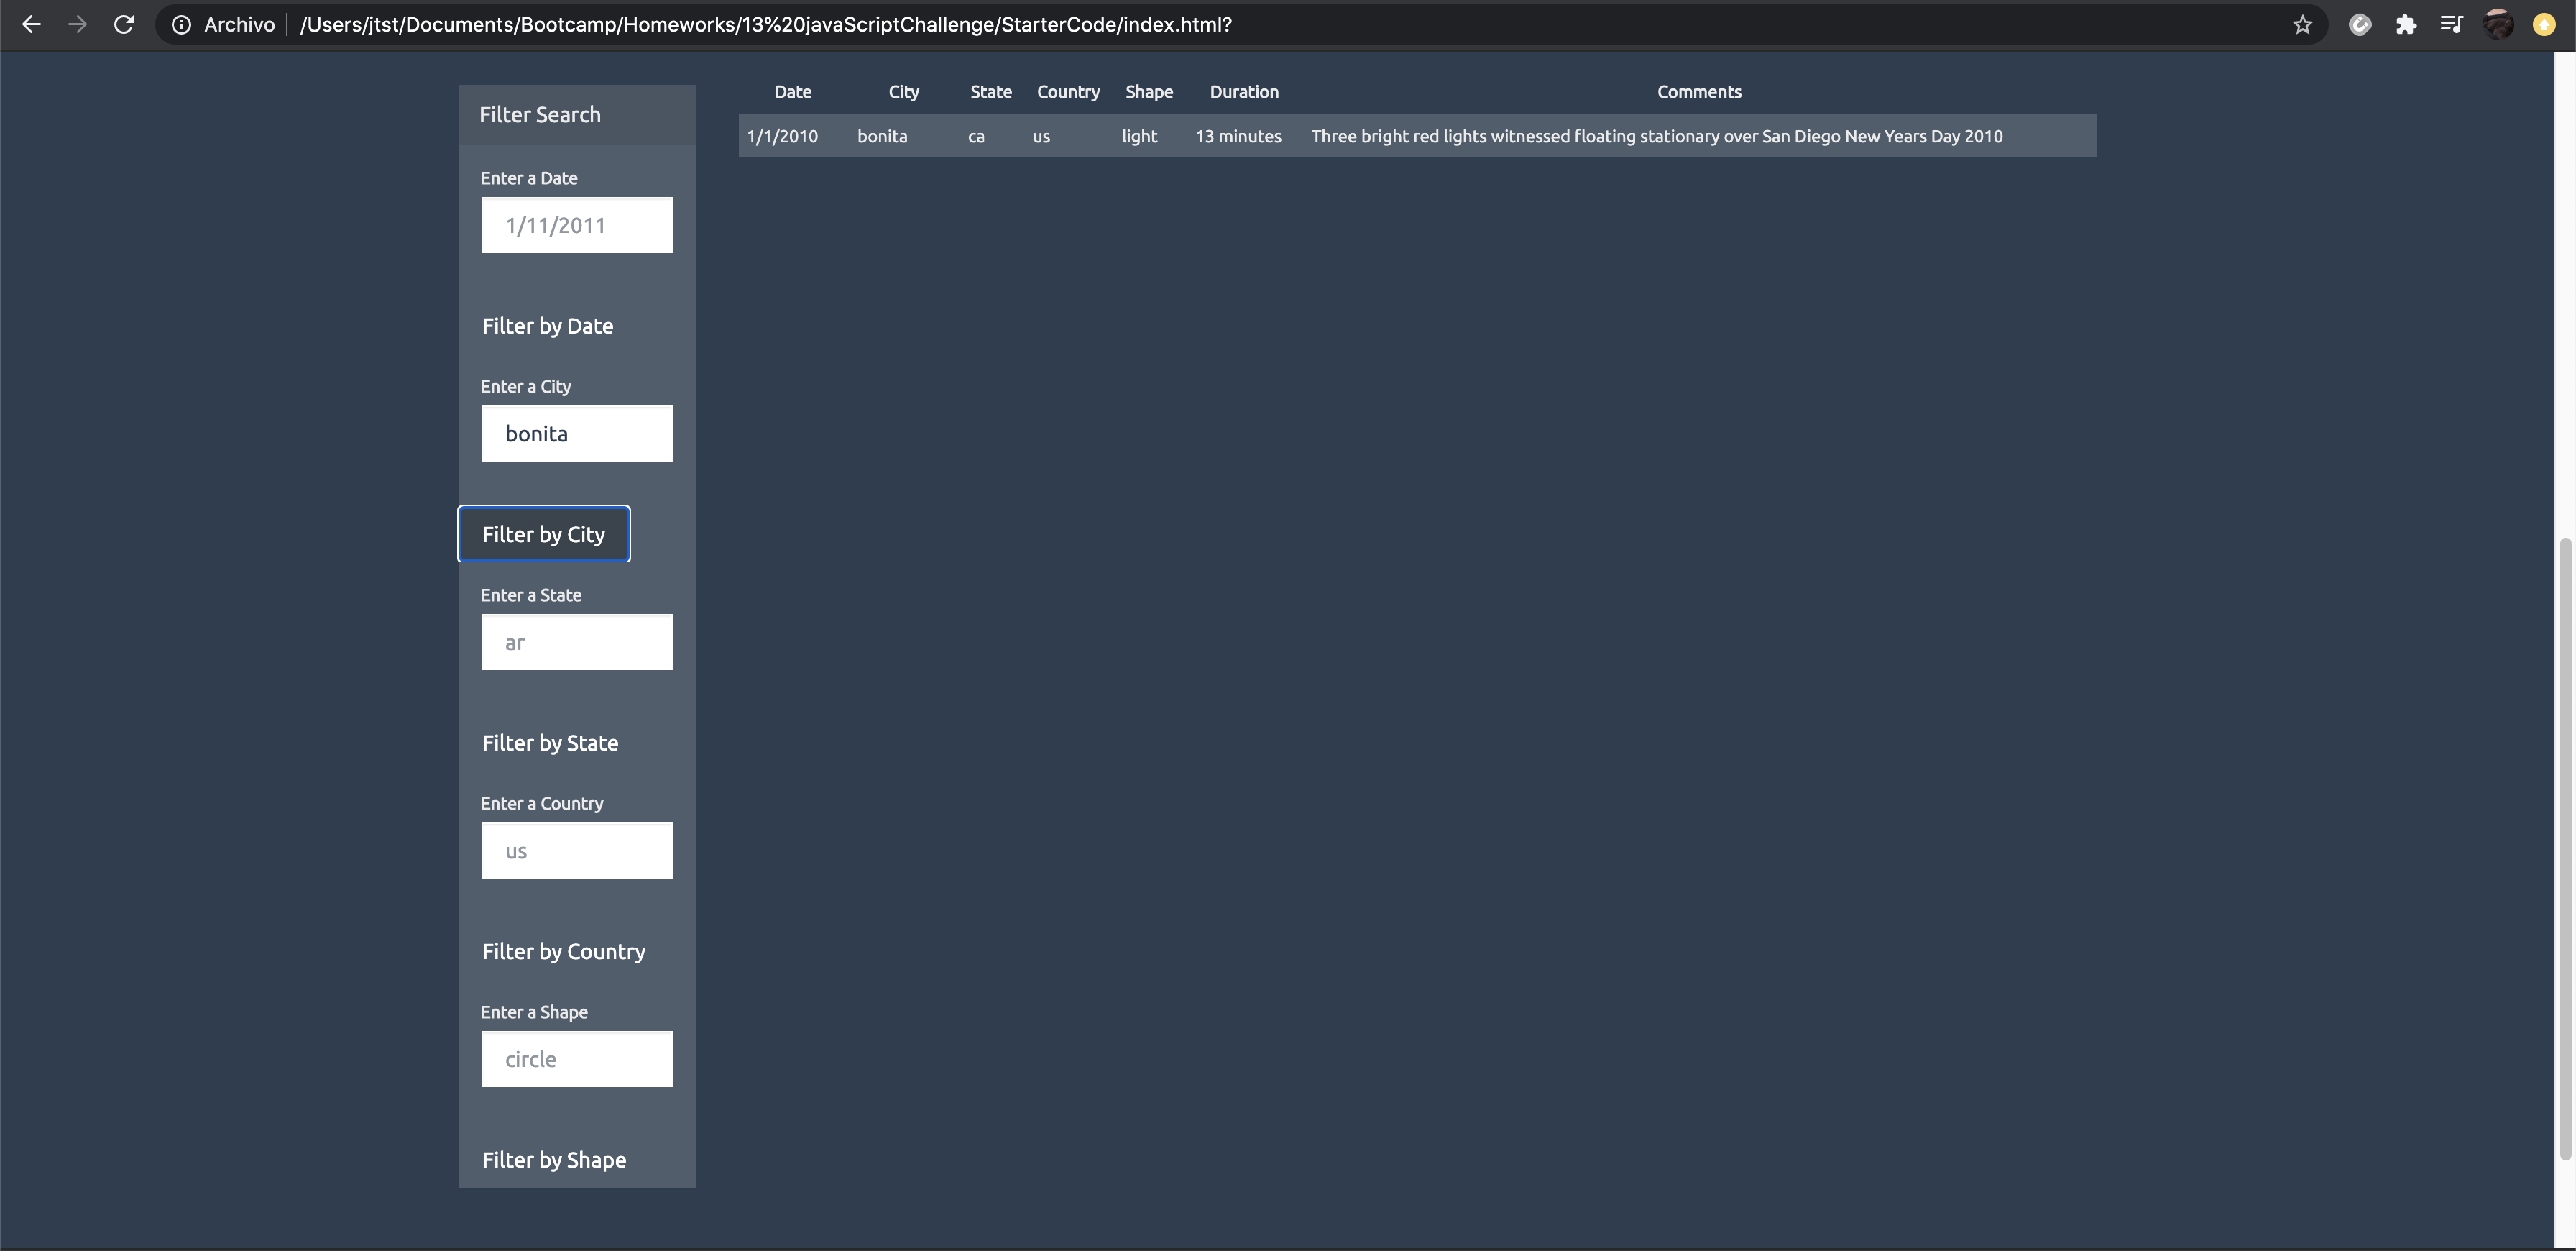 Archivo /Users/jtst/Documents/Bootcamp/Homeworks/13%20javaScriptChallenge/StarterCode/index.html?
Filter Search
Enter a Date
1/11/2011
Filter by Date
Enter a City
bonita
Filter by City
Enter a State
ar
Filter by State
Enter a Country
us
Filter by Country
Enter a Shape
circle
Filter by Shape
Date City State Country Shape Duration Comments
1/1/2010 bonita ca us light 13 minutes Three bright red lights witnessed floating stationary over San Diego New Years Day 2010